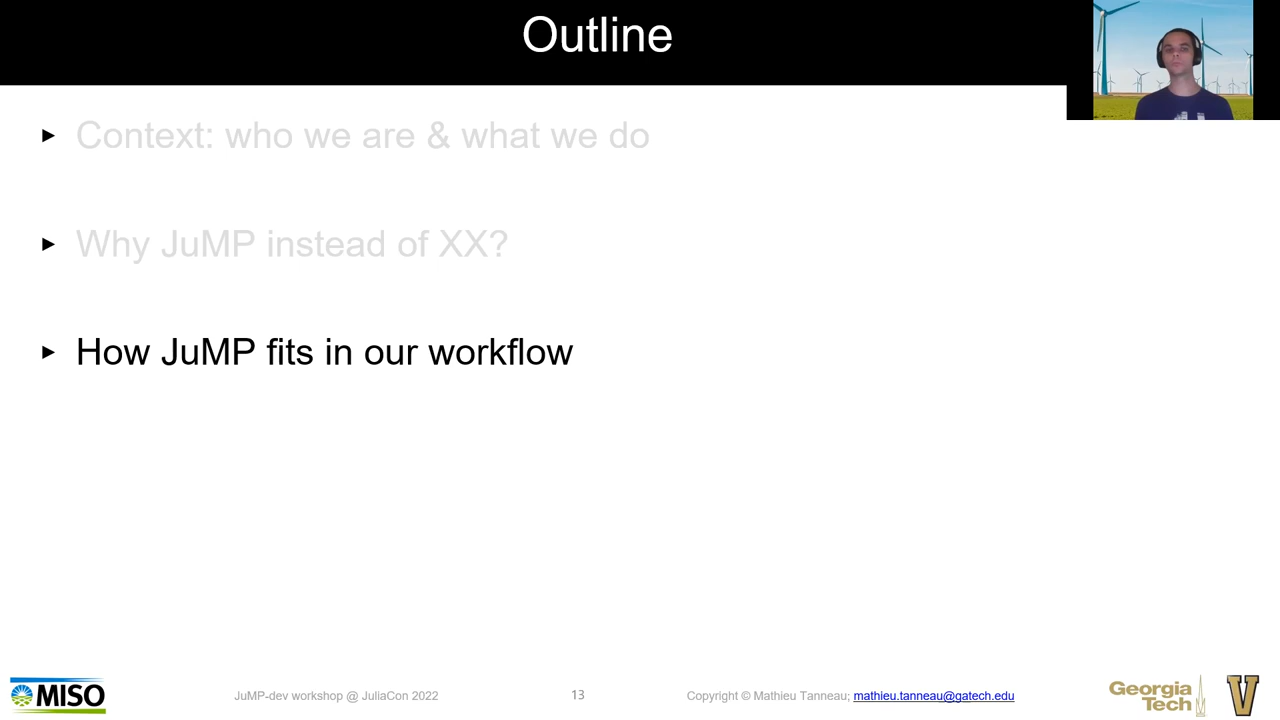 Outline
Context: who we are & what we do
Why JuMP instead of XX?
How JuMP fits in our workflow
MISO
JuMP-dev workshop @ JuliaCon 2022
13
Copyright © Mathieu Tanneau; mathieu.tanneau@gatech.edu
Georgia
Tech
V